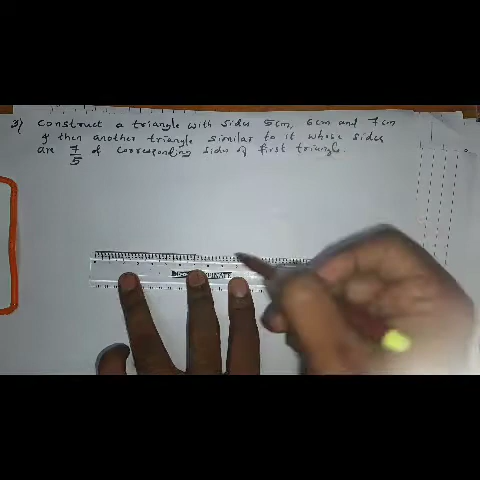 3) Construct a triangle with sides 5cm, 6cm and 7cm
& then another triangle similar to it whose sides
are 7/5 of corresponding sides of first triangle.